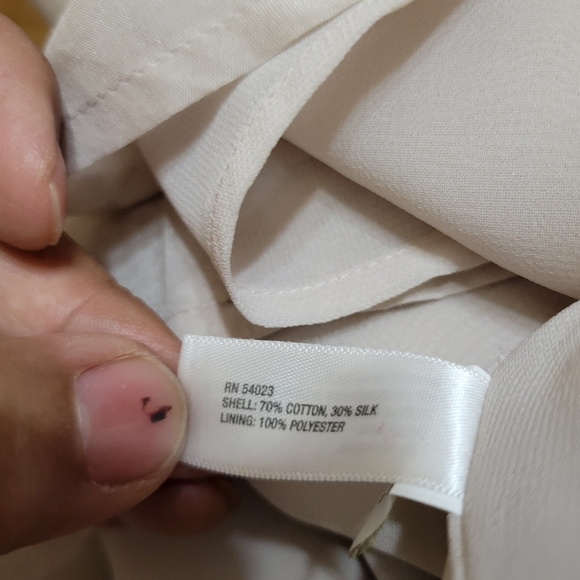 RN 54023
SHELL: 70% COTTON, 30% SILK
LINING: 100% POLYESTER